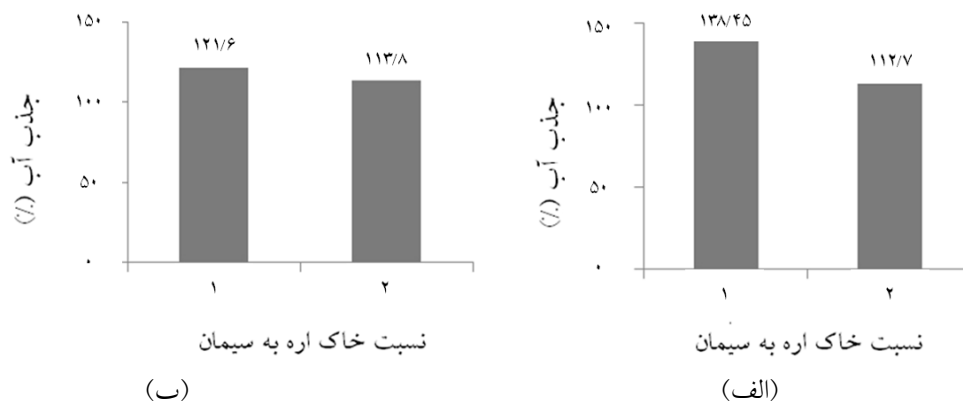 ۱۵۰
۱۰۰
۵۰
۰
جذب آب (٪)
۱۳۸/۴۵
۱۱۲/۷
۱
۲
نسبت خاک اره به سیمان
(الف)
۱۵۰
۱۰۰
۵۰
۰
جذب آب (٪)
۱۲۱/۶
۱۱۳/۸
۱
۲
نسبت خاک اره به سیمان
(ب)